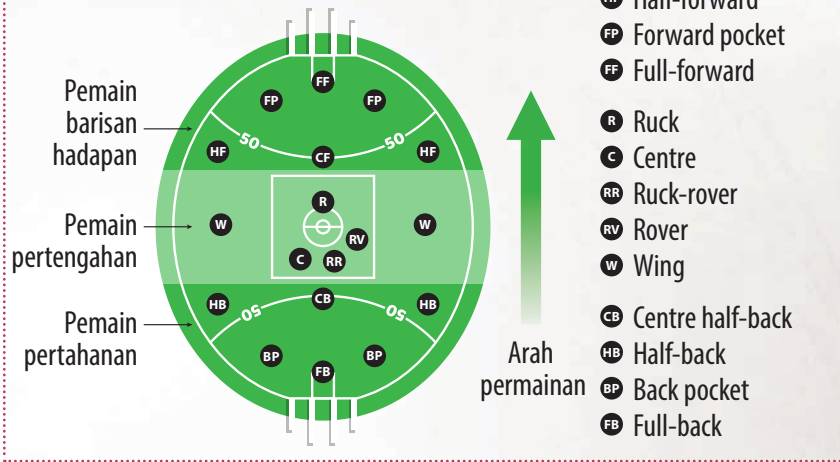 Pemain
barisan
hadapan
Pemain
pertengahan
Pemain
pertahanan
FF
FP
FP
50
50
HF
CF
HF
R
W
W
RV
C
RR
HB
CB
HB
50
50
BP
BP
FB
Arah
permainan
HF Half-forward
FP Forward pocket
FF Full-forward
R Ruck
C Centre
RR Ruck-rover
RV Rover
W Wing
CB Centre half-back
HB Half-back
BP Back pocket
FB Full-back